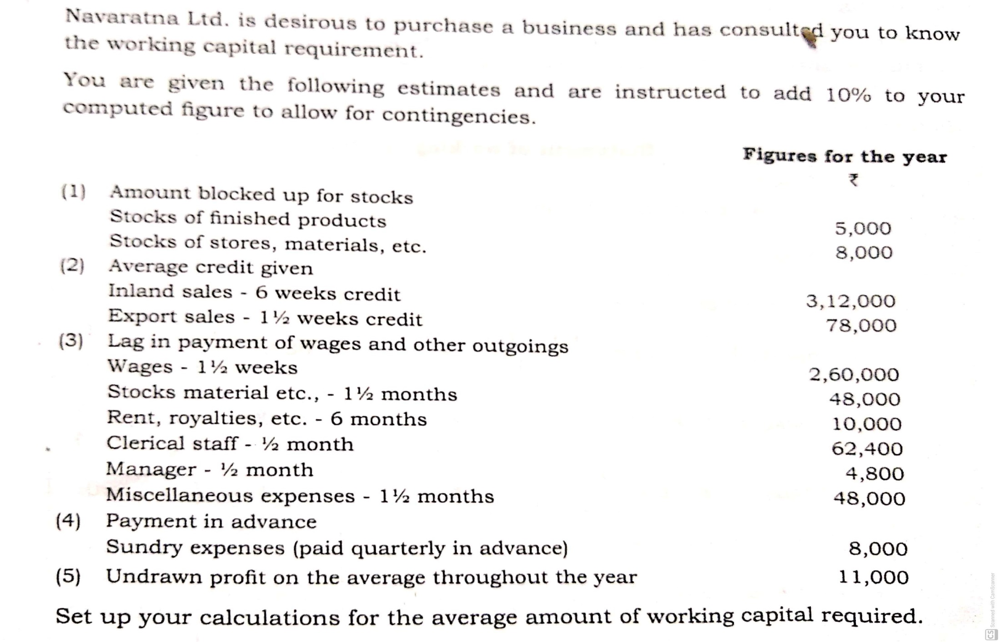 Navaratna Ltd. is desirous to purchase a business and has consulted you to know
the working capital requirement.
You are given the following estimates and are instructed to add 10% to your
computed figure to allow for contingencies.
Figures for the year
₹
(1) Amount blocked up for stocks
Stocks of finished products 5,000
Stocks of stores, materials, etc. 8,000
(2) Average credit given
Inland sales - 6 weeks credit 3,12,000
Export sales - 1½ weeks credit 78,000
(3) Lag in payment of wages and other outgoings
Wages - 1½ weeks 2,60,000
Stocks material etc., - 1½ months 48,000
Rent, royalties, etc. - 6 months 10,000
Clerical staff - ½ month 62,400
Manager - ½ month 4,800
Miscellaneous expenses - 1½ months 48,000
(4) Payment in advance
Sundry expenses (paid quarterly in advance) 8,000
(5) Undrawn profit on the average throughout the year 11,000
Set up your calculations for the average amount of working capital required.
CS Scanned with CamScanner